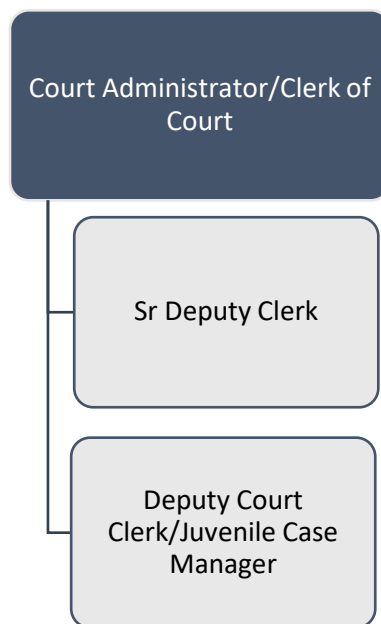 Court Administrator/Clerk of
Court
Sr Deputy Clerk
Deputy Court
Clerk/Juvenile Case
Manager